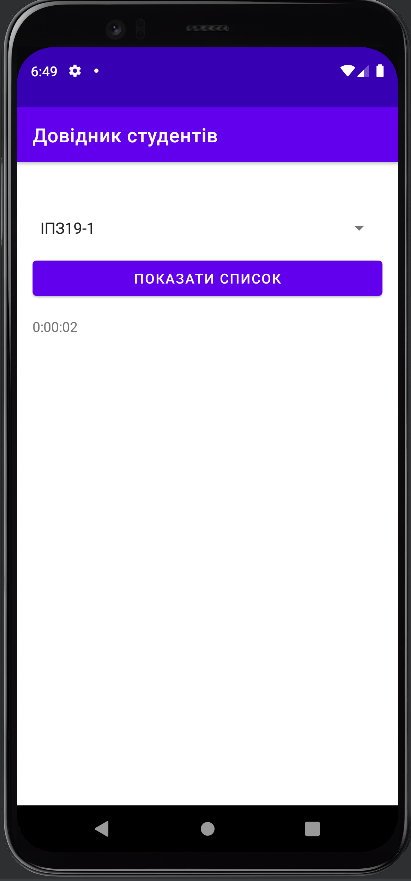 6:49
Довідник студентів
ІПЗ19-1
ПОКАЗАТИ СПИСОК
0:00:02